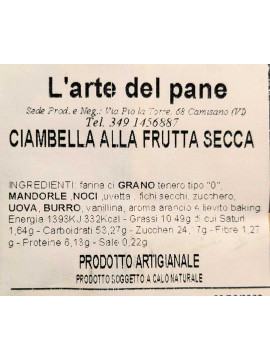 L'arte del pane
Sede Prod. e Neg.: Via Pio la Torre, 68 Camisano (VI)
Tel. 349 1456887
CIAMBELLA ALLA FRUTTA SECCA
INGREDIENTI: farina di GRANO tenero tipo "0",
MANDORLE ,NOCI ,uvetta , fichi secchi, zucchero,
UOVA, BURRO, vanillina, aroma arancio 4,lievito baking.
Energia 1393KJ 332Kcal - Grassi 10,49g di cui Saturi
1,64g - Carboidrati 53,27g - Zuccheri 24, 7g - Fibre 1,27
g - Proteine 6,13g - Sale 0,22g
PRODOTTO ARTIGIANALE
PRODOTTO SOGGETTO A CALO NATURALE